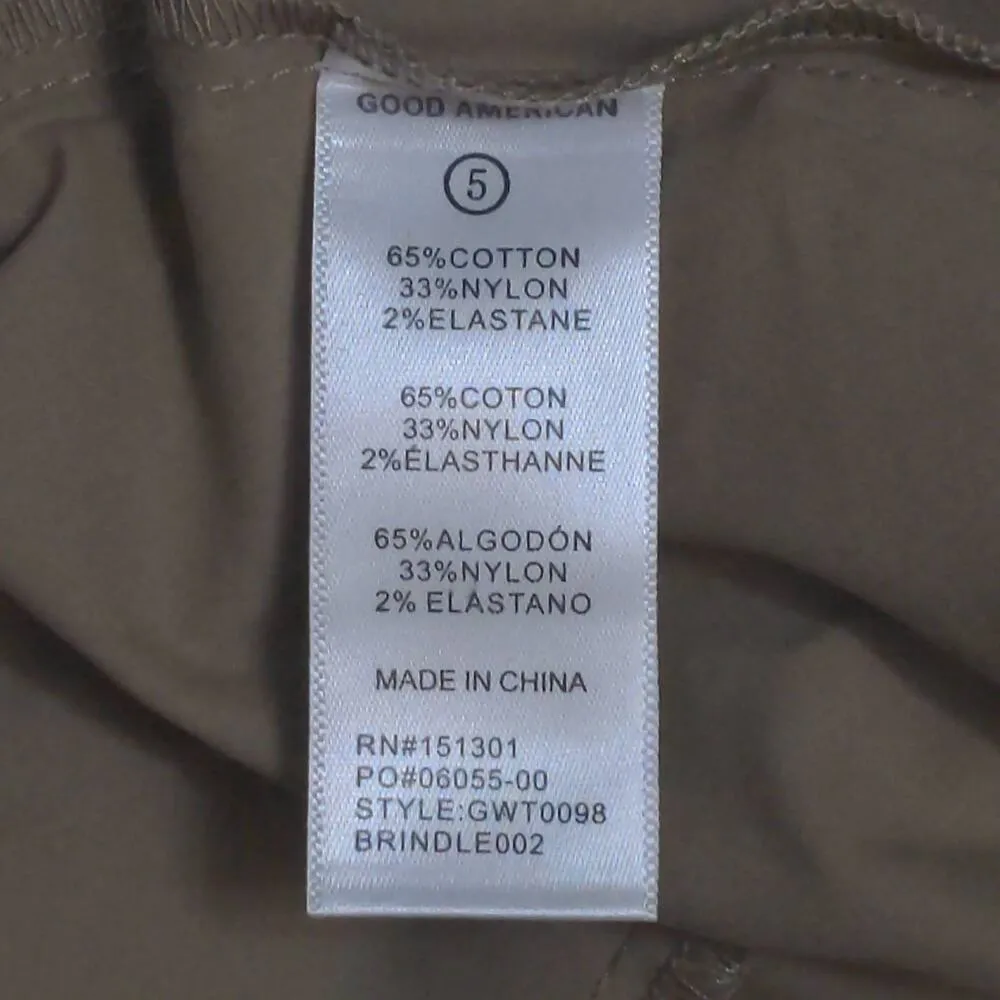 GOOD AMERICAN
5
65%COTTON
33%NYLON
2%ELASTANE
65%COTON
33%NYLON
2%ÉLASTHANNE
65%ALGODÓN
33%NYLON
2% ELASTANO
MADE IN CHINA
RN#151301
PO#06055-00
STYLE:GWT0098
BRINDLE002